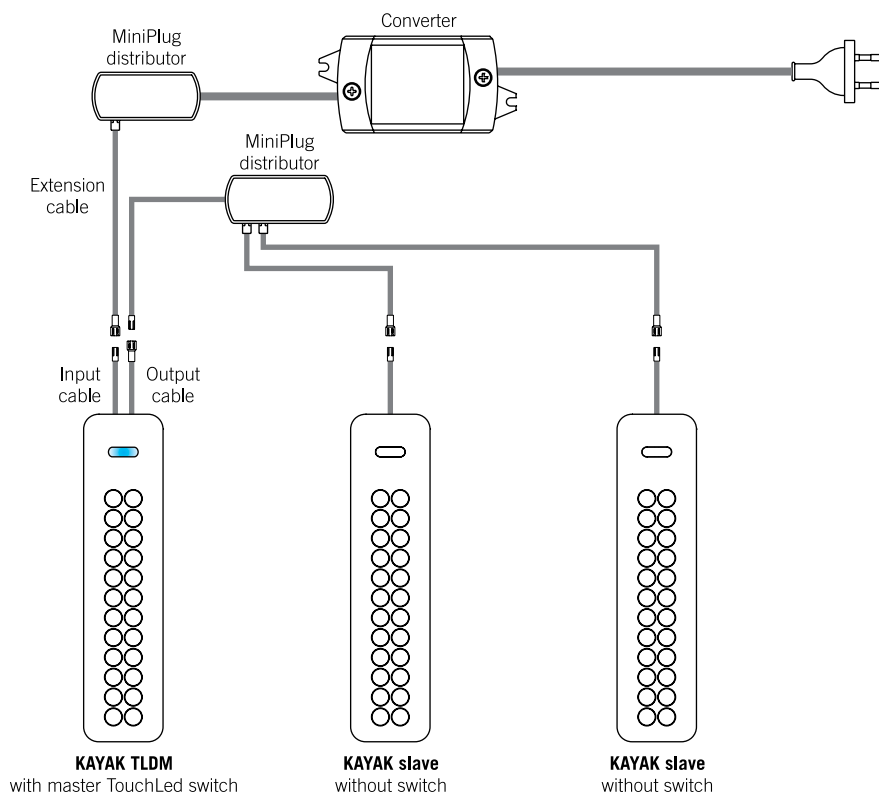 Converter
MiniPlug
distributor
MiniPlug
distributor
Extension
cable
Input
cable
Output
cable
KAYAK TLDM
with master TouchLed switch
KAYAK slave
without switch
KAYAK slave
without switch